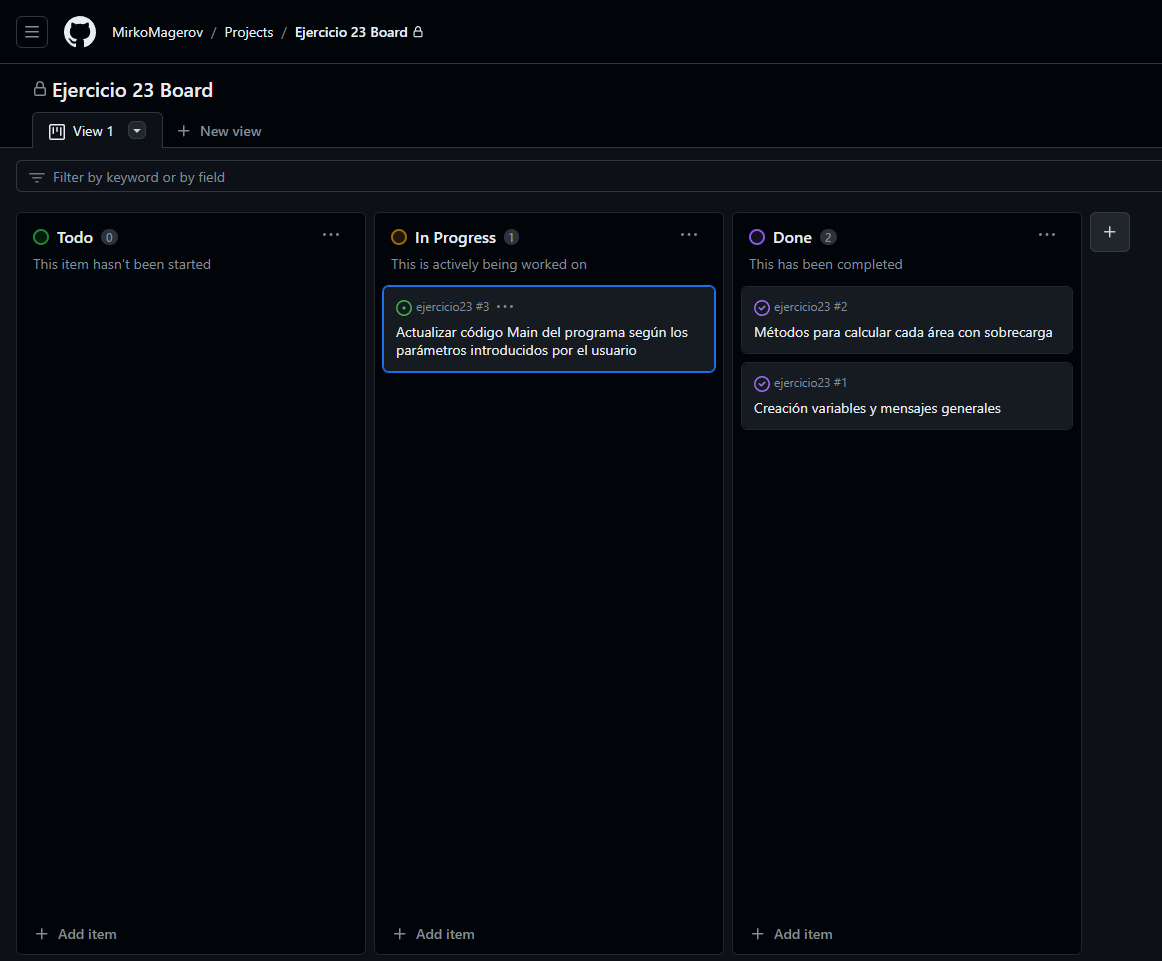 MirkoMagerov / Projects / Ejercicio 23 Board
Ejercicio 23 Board
View 1
New view
Filter by keyword or by field
Todo 0
This item hasn't been started
Add item
In Progress 1
This is actively being worked on
ejercicio23 #3
Actualizar código Main del programa según los
parámetros introducidos por el usuario
Add item
Done 2
This has been completed
ejercicio23 #2
Métodos para calcular cada área con sobrecarga
ejercicio23 #1
Creación variables y mensajes generales
Add item